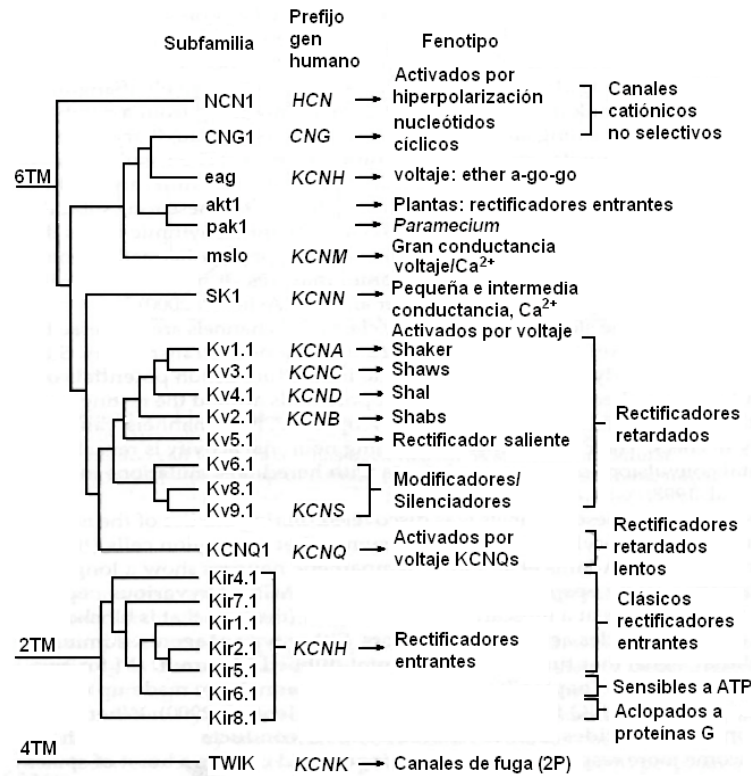 Subfamilia
Prefijo
gen
humano
Fenotipo
6TM
NCN1 HCN Activados por
hiperpolarización
CNG1 CNG nucleótidos
cíclicos
Canales
catiónicos
no selectivos
eag KCNH voltaje: ether a-go-go
akt1 Plantas: rectificadores entrantes
pak1 Paramecium
mslo KCNM Gran conductancia
voltaje/Ca2+
SK1 KCNN Pequeña e intermedia
conductancia, Ca2+
Activados por voltaje
Kv1.1 KCNA Shaker
Kv3.1 KCNC Shaws
Kv4.1 KCND Shal
Kv2.1 KCNB Shabs
Kv5.1 Rectificador saliente
Kv6.1
Kv8.1
Kv9.1 KCNS
Modificadores/
Silenciadores
Rectificadores
retardados
KCNQ1 KCNQ Activados por
voltaje KCNQs
Rectificadores
retardados
lentos
2TM
Kir4.1
Kir7.1
Kir1.1
Kir2.1
Kir5.1
Kir6.1
Kir8.1
KCNH Rectificadores
entrantes
Clásicos
rectificadores
entrantes
Sensibles a ATP
Aclopados a
proteínas G
4TM
TWIK KCNK Canales de fuga (2P)